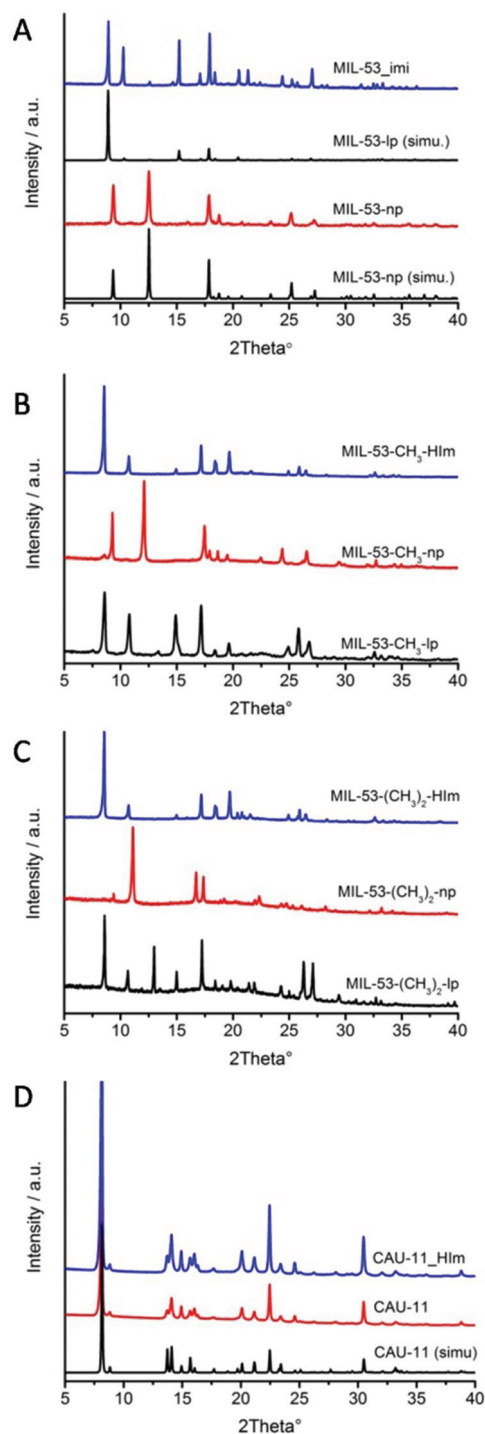 A
MIL-53_imi
MIL-53-lp (simu.)
MIL-53-np
MIL-53-np (simu.)
Intensity / a.u.
5 10 15 20 25 30 35 40
2Theta°
B
MIL-53-CH₃-HIm
MIL-53-CH₃-np
MIL-53-CH₃-lp
Intensity / a.u.
5 10 15 20 25 30 35 40
2Theta°
C
MIL-53-(CH₃)₂-HIm
MIL-53-(CH₃)₂-np
MIL-53-(CH₃)₂-lp
Intensity / a.u.
5 10 15 20 25 30 35 40
2Theta°
D
CAU-11_HIm
CAU-11
CAU-11 (simu)
Intensity / a.u.
5 10 15 20 25 30 35 40
2Theta°